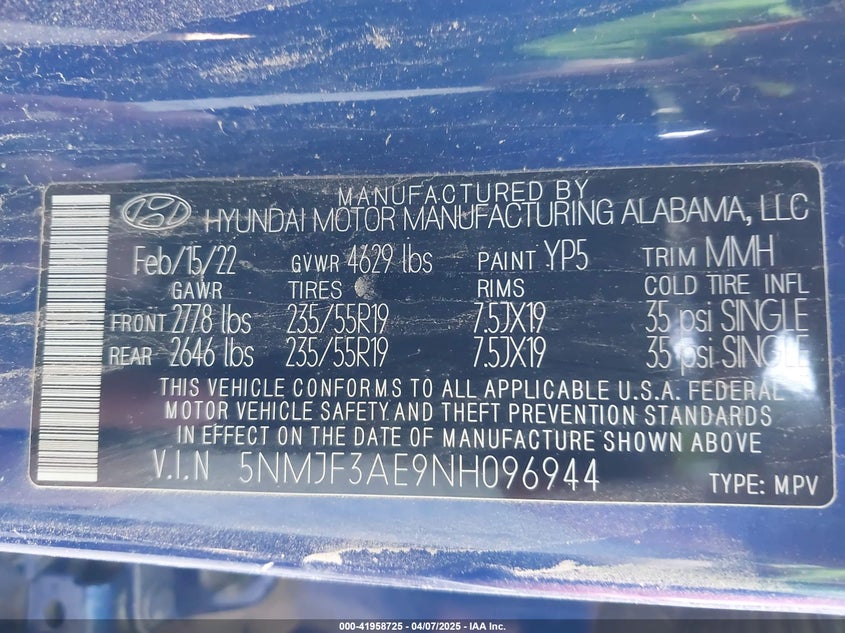 MANUFACTURED BY
HYUNDAI MOTOR MANUFACTURING ALABAMA, LLC
Feb/15/22 GVWR 4629 lbs PAINT YP5 TRIM MMH
GAWR TIRES RIMS COLD TIRE INFL
FRONT 2778 lbs 235/55R19 7.5JX19 35 psi SINGLE
REAR 2646 lbs 235/55R19 7.5JX19 35 psi SINGLE
THIS VEHICLE CONFORMS TO ALL APPLICABLE U.S.A. FEDERAL
MOTOR VEHICLE SAFETY AND THEFT PREVENTION STANDARDS
IN EFFECT ON THE DATE OF MANUFACTURE SHOWN ABOVE
V.I.N 5NMJF3AE9NH096944 TYPE: MPV
000-41958725 - 04/07/2025 - IAA Inc.